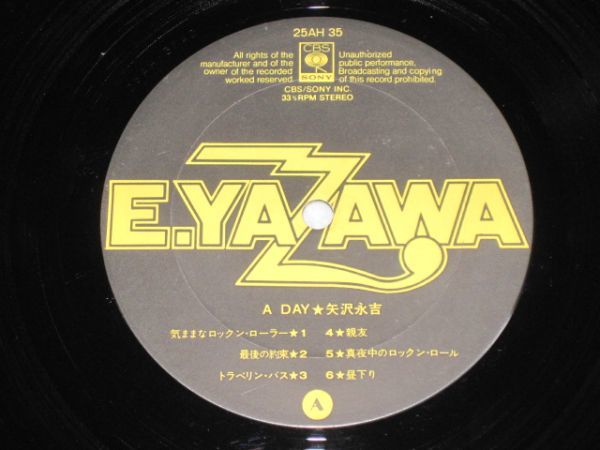 25AH 35
All rights of the
manufacturer and of the
owner of the recorded
worked reserved.
CBS
SONY
Unauthorized
public performance,
Broadcasting and copying
of this record prohibited.
CBS/SONY INC.
33⅓RPM STEREO
E.YAZAWA
A DAY★矢沢永吉
気ままなロックン・ローラー★1
最後の約束★2
トラベリン・バス★3
4★親友
5★真夜中のロックン・ロール
6★昼下り
A